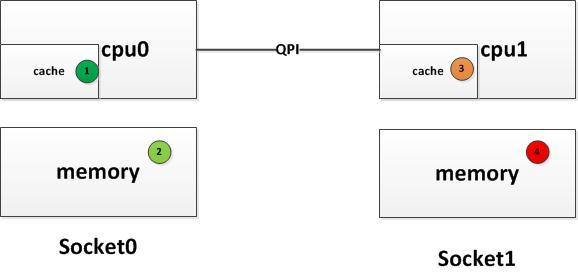 cpu0
QPI
cpu1
cache
1
cache
3
memory
2
memory
4
Socket0
Socket1